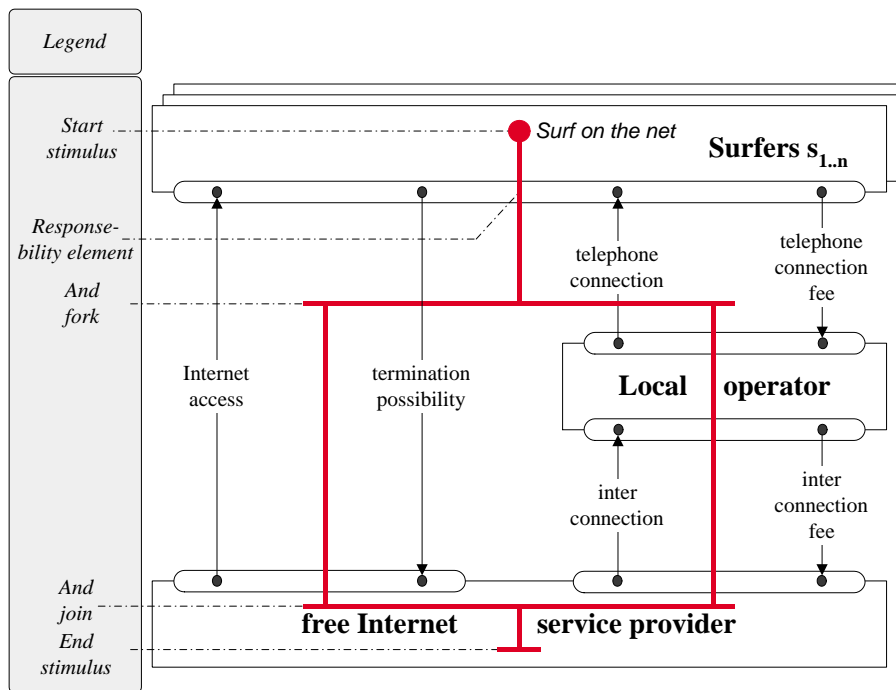 Legend
Start
stimulus
Surf on the net
Surfers s1..n
Response-
bility element
telephone
connection
telephone
connection
fee
And
fork
Internet
access
termination
possibility
Local operator
inter
connection
inter
connection
fee
And
join
free Internet service provider
End
stimulus